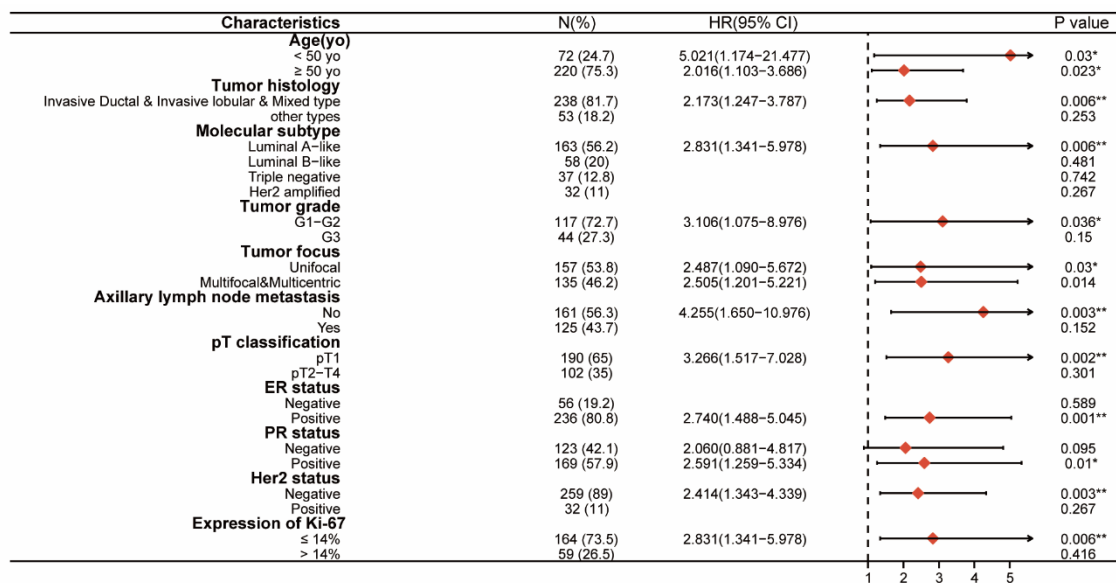 Characteristics N(%) HR(95% CI) P value
Age(yo)
< 50 yo 72 (24.7) 5.021(1.174−21.477) 0.03*
≥ 50 yo 220 (75.3) 2.016(1.103−3.686) 0.023*
Tumor histology
Invasive Ductal & Invasive lobular & Mixed type 238 (81.7) 2.173(1.247−3.787) 0.006**
other types 53 (18.2) 0.253
Molecular subtype
Luminal A−like 163 (56.2) 2.831(1.341−5.978) 0.006**
Luminal B−like 58 (20) 0.481
Triple negative 37 (12.8) 0.742
Her2 amplified 32 (11) 0.267
Tumor grade
G1−G2 117 (72.7) 3.106(1.075−8.976) 0.036*
G3 44 (27.3) 0.15
Tumor focus
Unifocal 157 (53.8) 2.487(1.090−5.672) 0.03*
Multifocal&Multicentric 135 (46.2) 2.505(1.201−5.221) 0.014
Axillary lymph node metastasis
No 161 (56.3) 4.255(1.650−10.976) 0.003**
Yes 125 (43.7) 0.152
pT classification
pT1 190 (65) 3.266(1.517−7.028) 0.002**
pT2−T4 102 (35) 0.301
ER status
Negative 56 (19.2) 0.589
Positive 236 (80.8) 2.740(1.488−5.045) 0.001**
PR status
Negative 123 (42.1) 2.060(0.881−4.817) 0.095
Positive 169 (57.9) 2.591(1.259−5.334) 0.01*
Her2 status
Negative 259 (89) 2.414(1.343−4.339) 0.003**
Positive 32 (11) 0.267
Expression of Ki−67
≤ 14% 164 (73.5) 2.831(1.341−5.978) 0.006**
> 14% 59 (26.5) 0.416
1 2 3 4 5